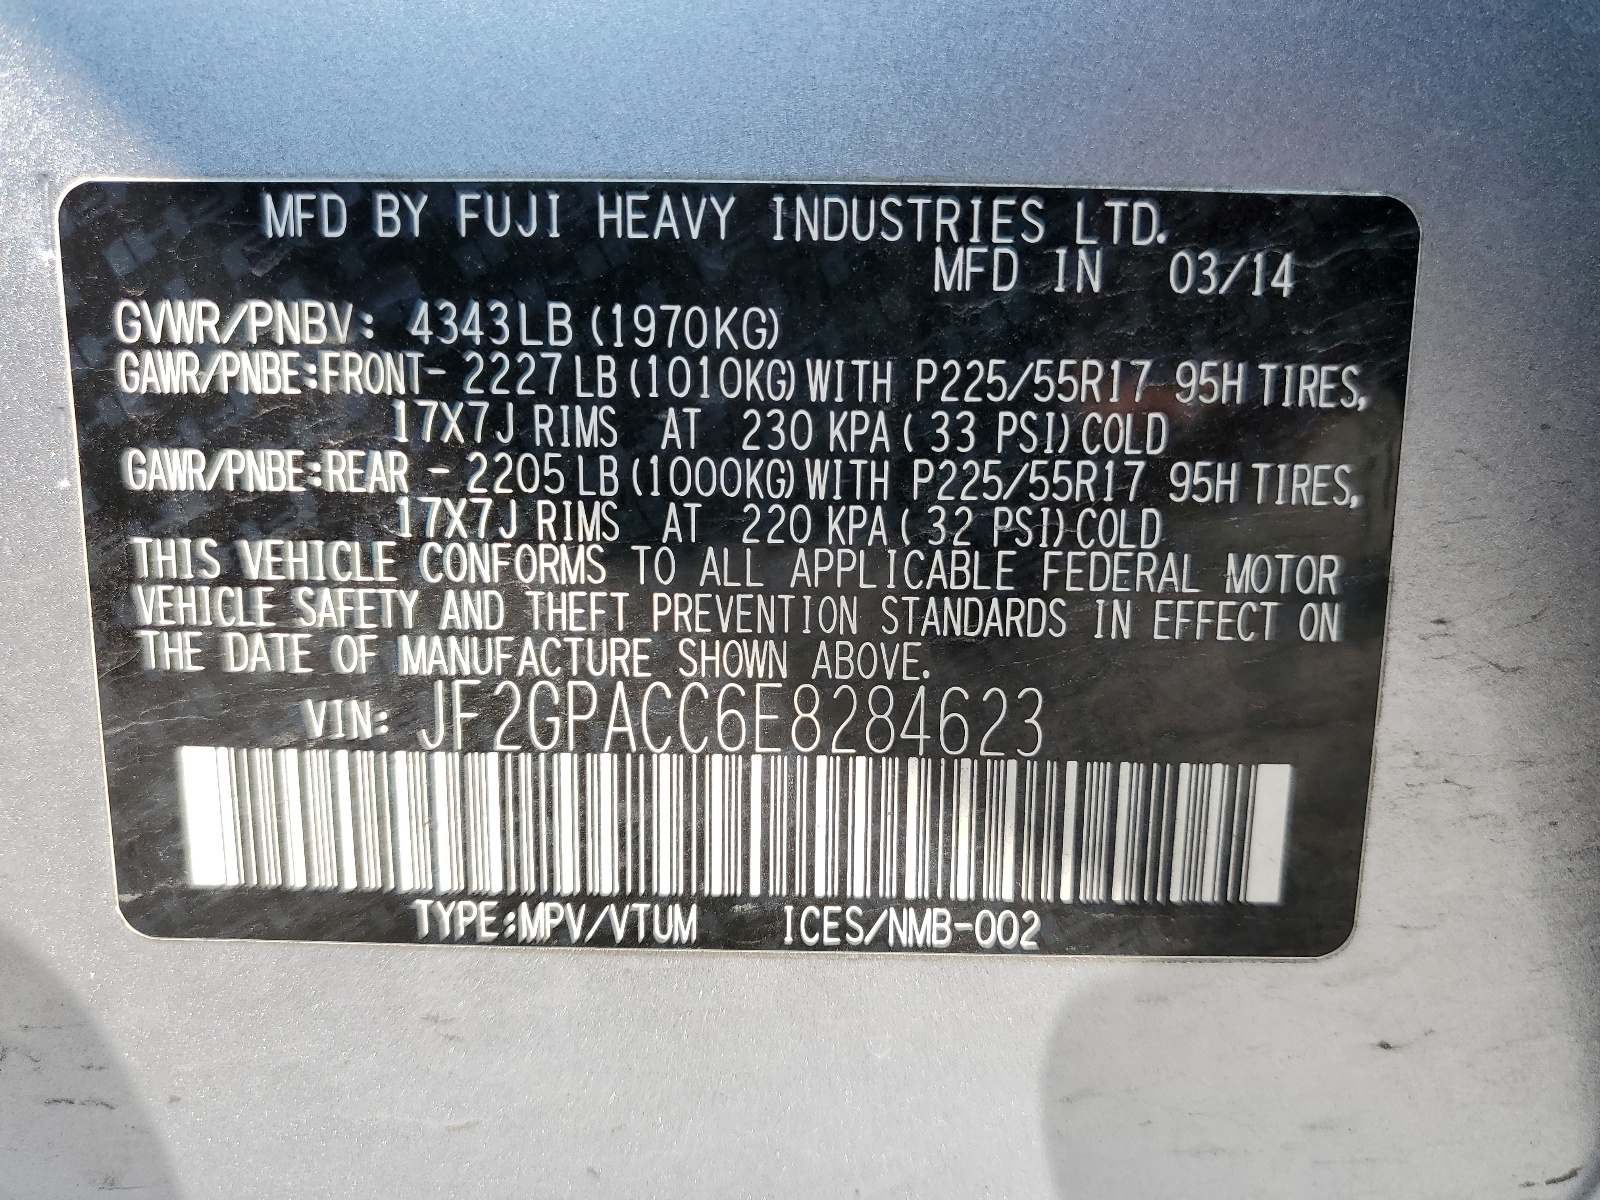 MFD BY FUJI HEAVY INDUSTRIES LTD.
MFD IN 03/14
GVWR/PNBV: 4343LB (1970KG)
GAWR/PNBE:FRONT- 2227LB(1010KG)WITH P225/55R17 95H TIRES,
17X7J RIMS AT 230 KPA( 33 PSI)COLD
GAWR/PNBE:REAR - 2205LB(1000KG)WITH P225/55R17 95H TIRES,
17X7J RIMS AT 220 KPA( 32 PSI)COLD
THIS VEHICLE CONFORMS TO ALL APPLICABLE FEDERAL MOTOR
VEHICLE SAFETY AND THEFT PREVENTION STANDARDS IN EFFECT ON
THE DATE OF MANUFACTURE SHOWN ABOVE.
VIN: JF2GPACC6E8284623
TYPE:MPV/VTUM ICES/NMB-002